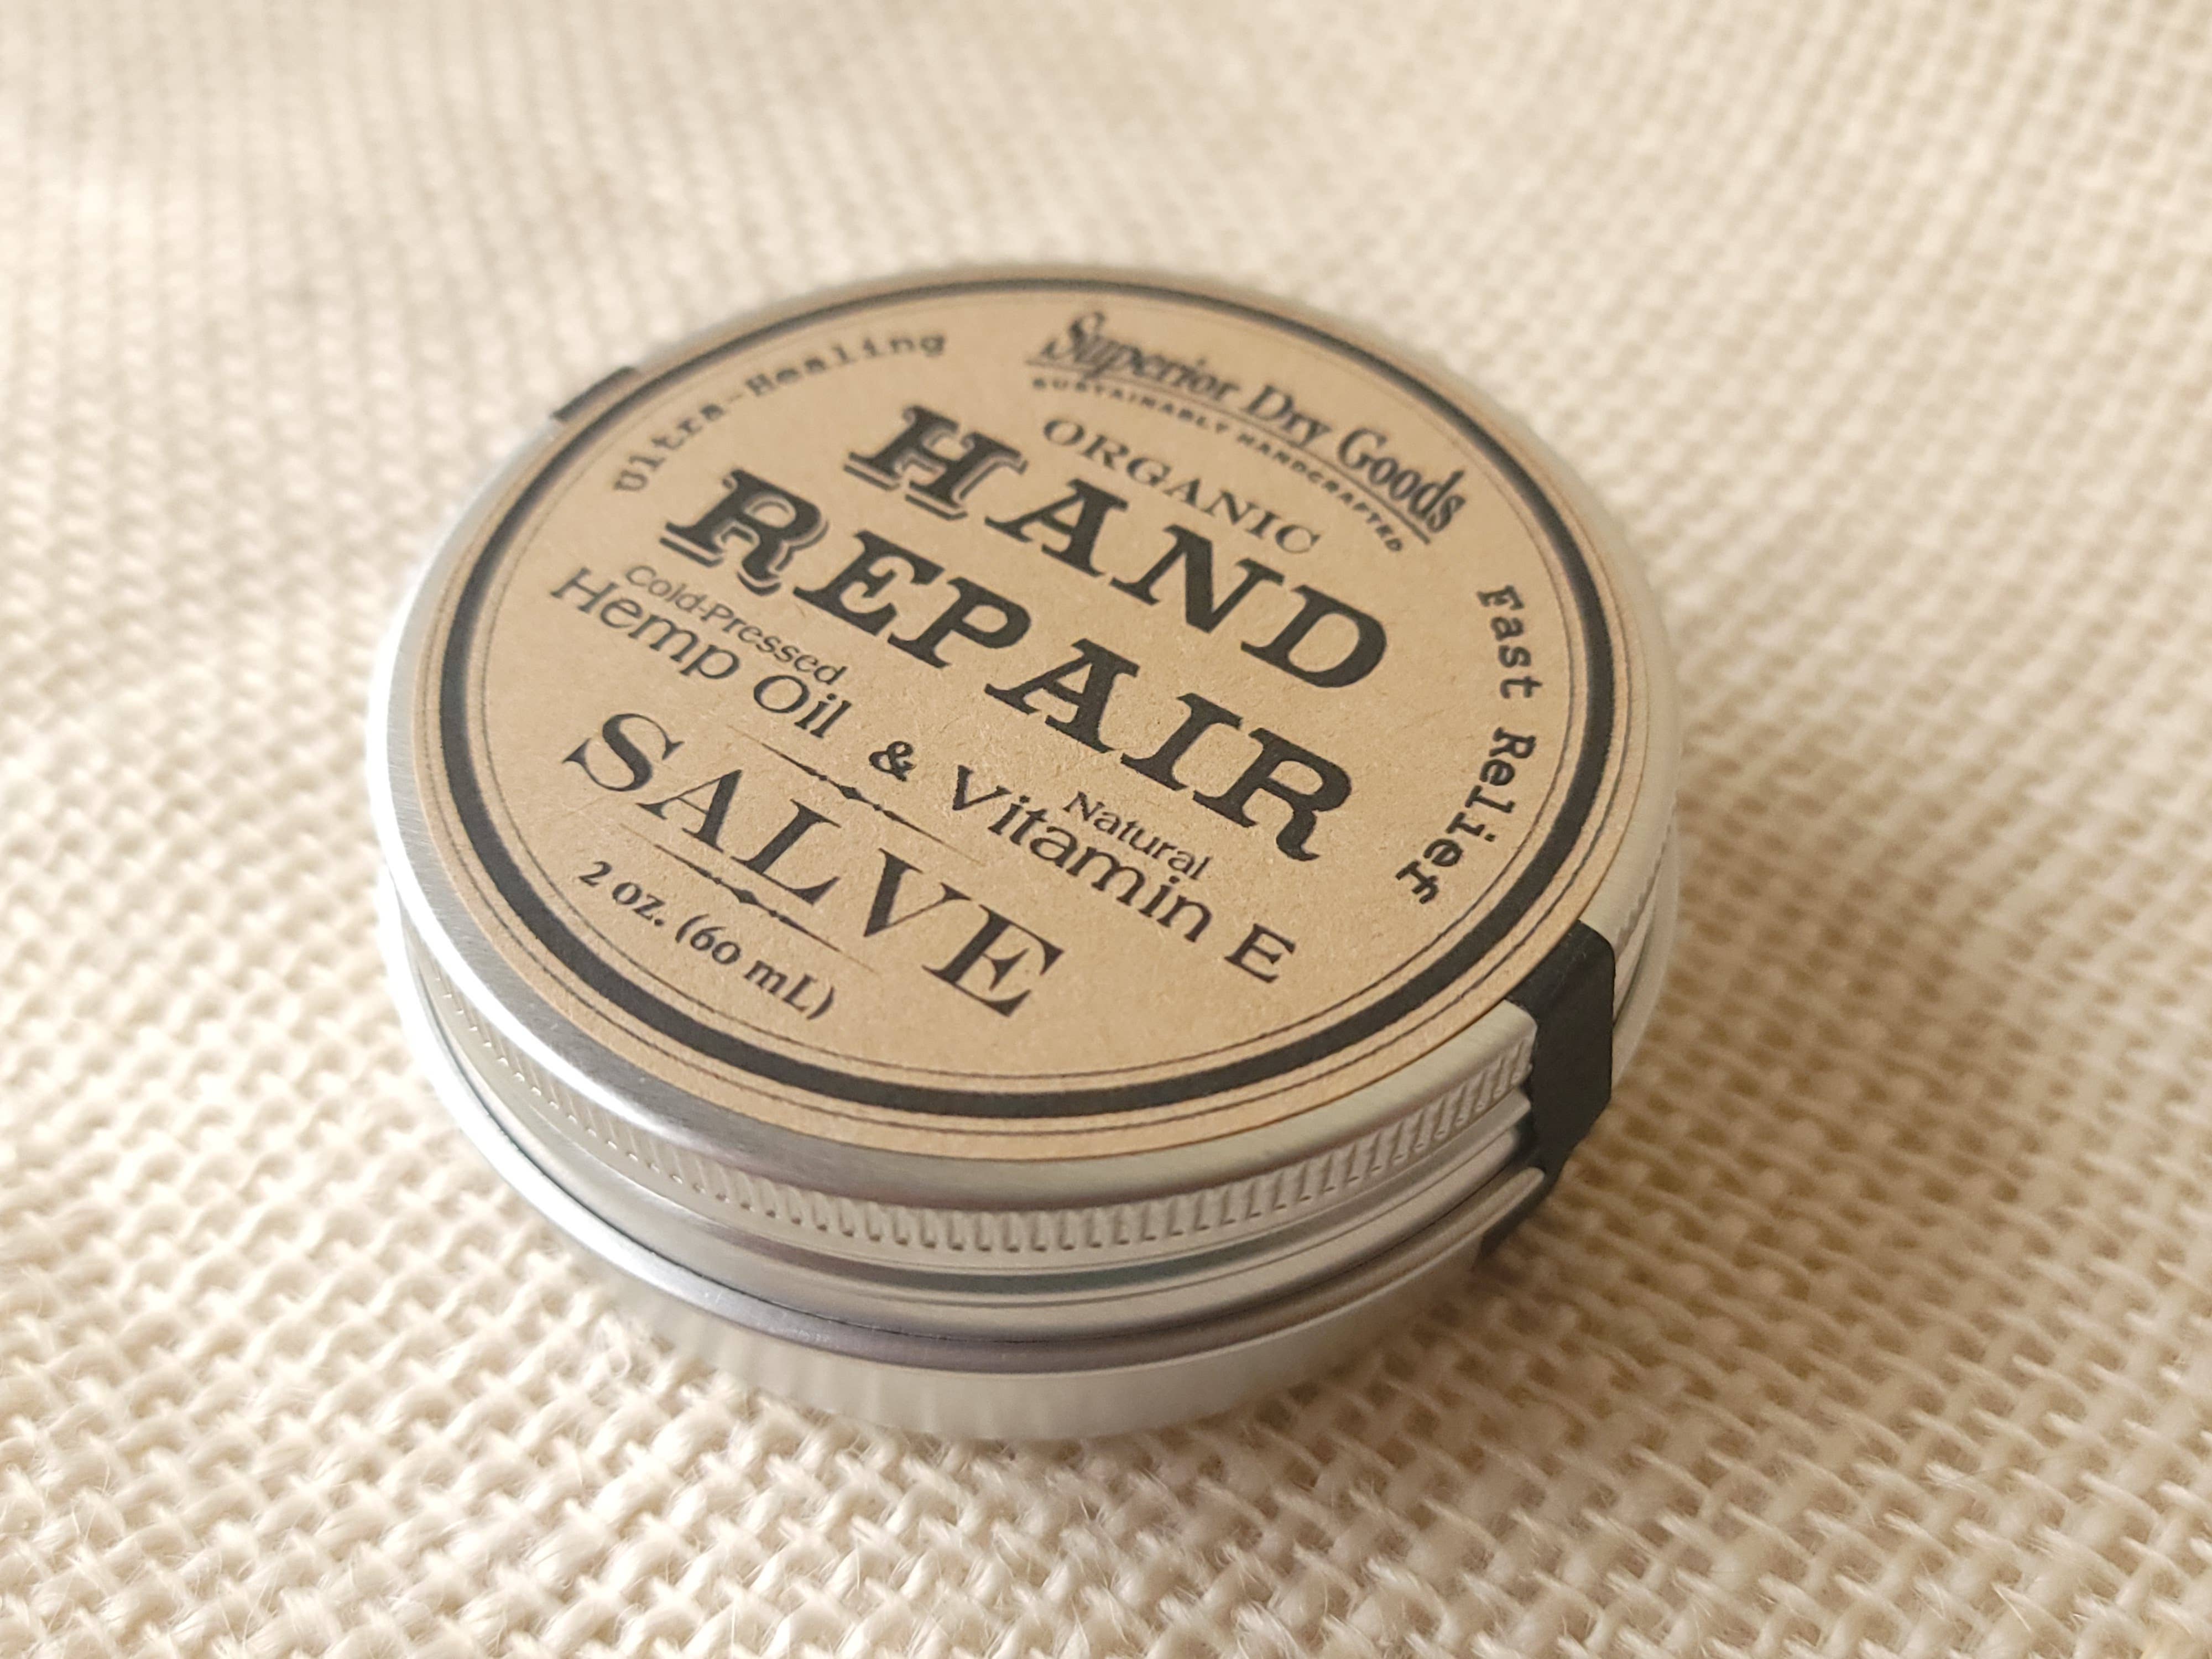 Superior Dry Goods
SUSTAINABLY HANDCRAFTED
Ultra-Healing
ORGANIC
HAND
REPAIR
Fast Relief
Cold-Pressed
Hemp Oil & Natural Vitamin E
SALVE
2 oz. (60 mL)